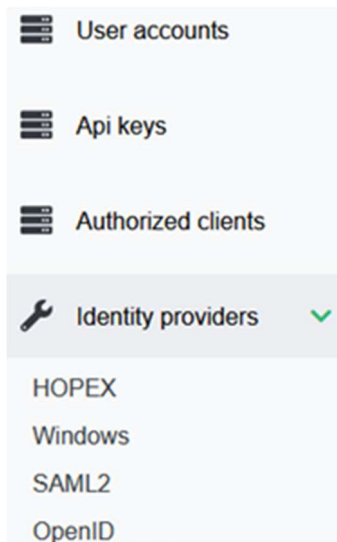 User accounts
Api keys
Authorized clients
Identity providers
HOPEX
Windows
SAML2
OpenID